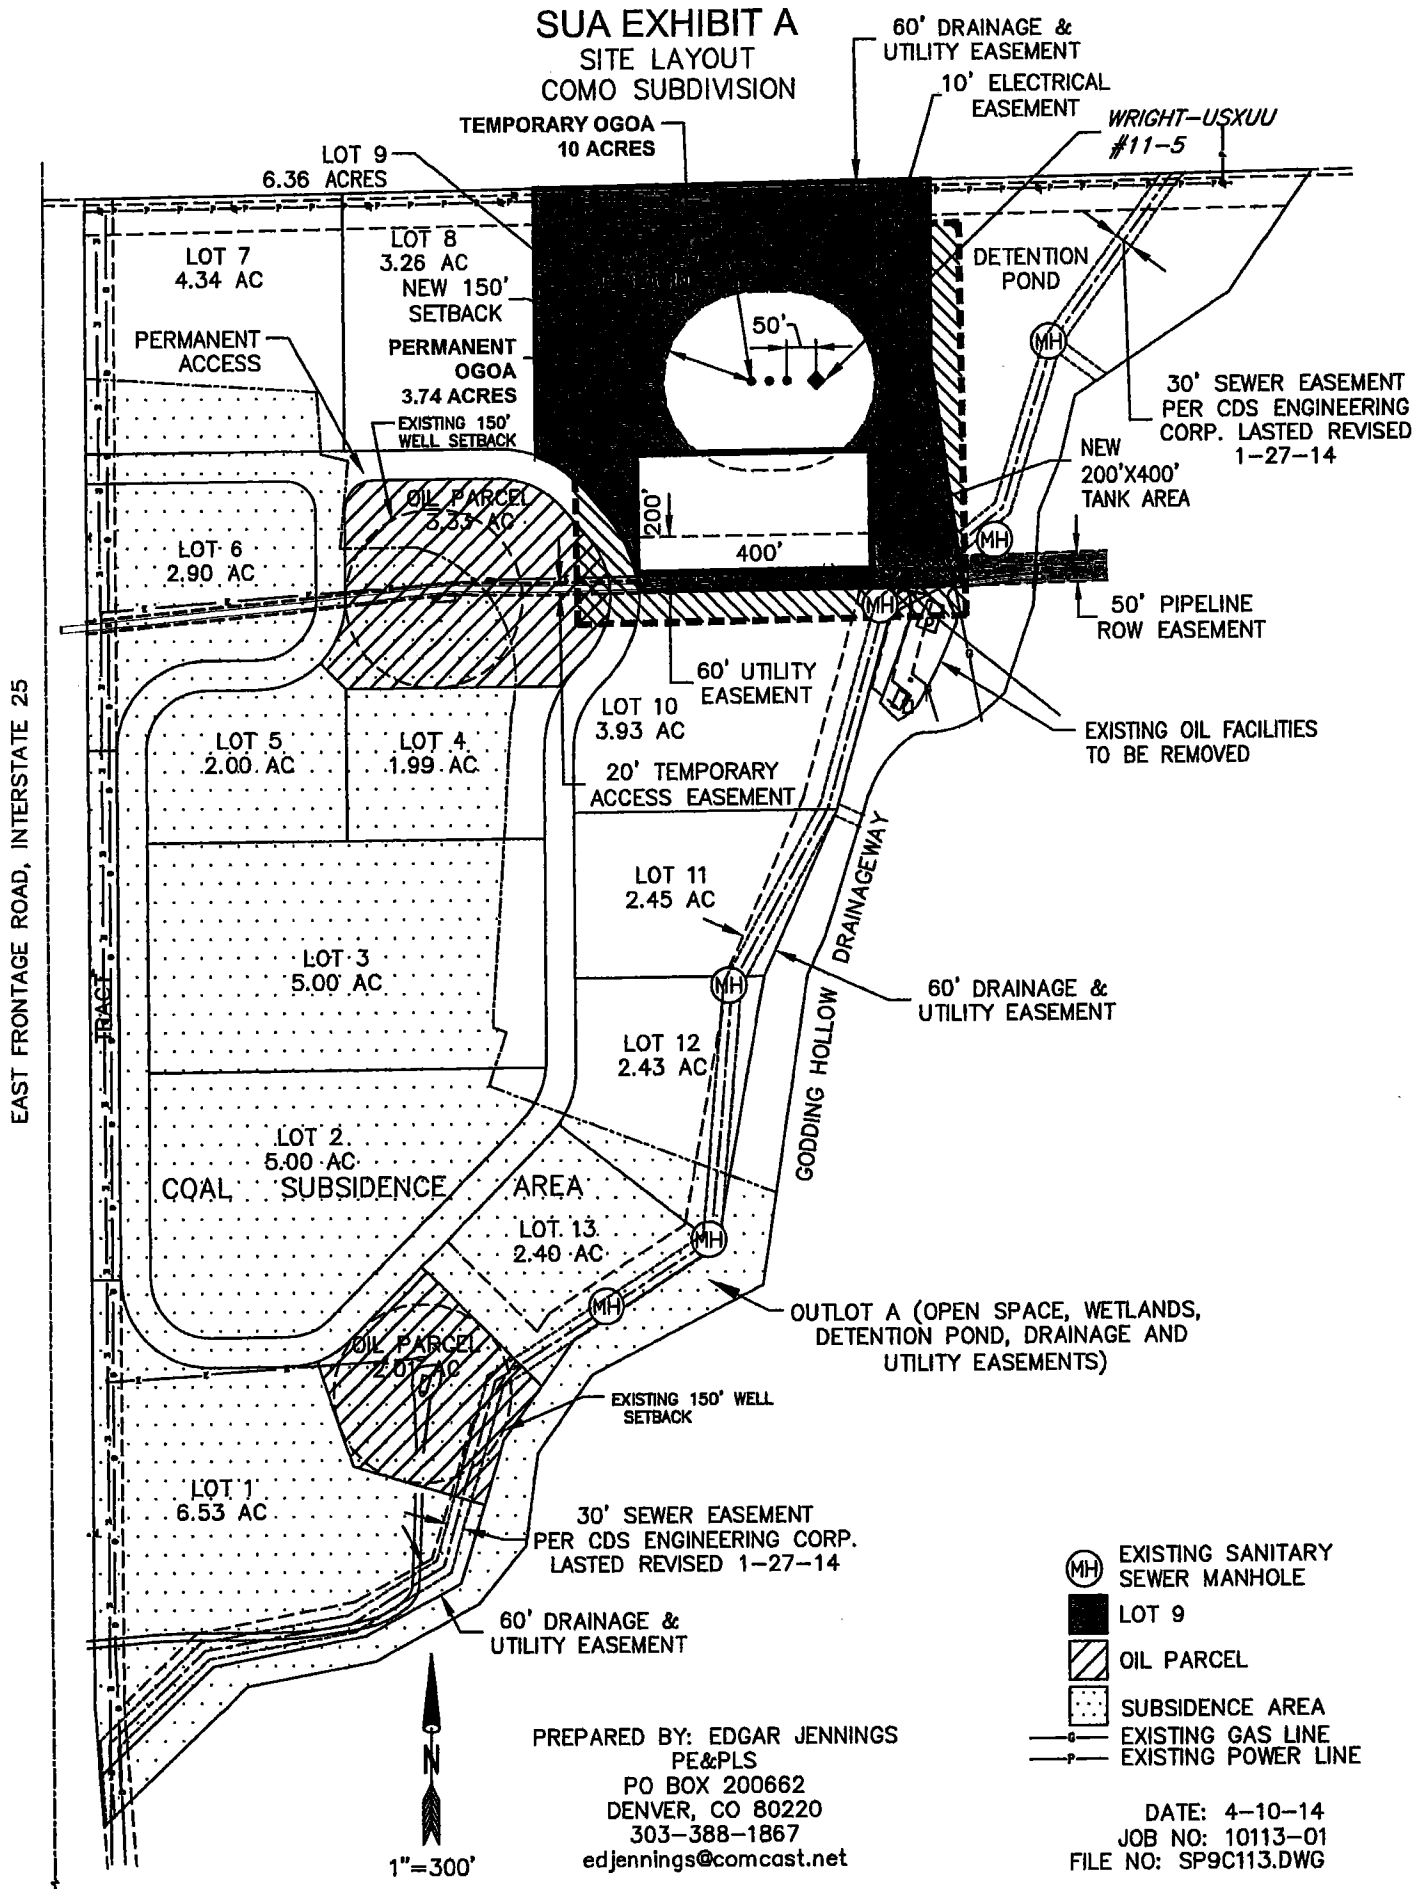 SUA EXHIBIT A
SITE LAYOUT
COMO SUBDIVISION
60' DRAINAGE &
UTILITY EASEMENT
10' ELECTRICAL
EASEMENT
WRIGHT-USXUU
#11-5
TEMPORARY OGOA
10 ACRES
LOT 9
6.36 ACRES
LOT 7
4.34 AC
LOT 8
3.26 AC
NEW 150'
SETBACK
DETENTION
POND
PERMANENT
ACCESS
PERMANENT
OGOA
3.74 ACRES
50'
MH
EXISTING 150'
WELL SETBACK
30' SEWER EASEMENT
PER CDS ENGINEERING
CORP. LASTED REVISED
1-27-14
NEW
200'X400'
TANK AREA
OIL PARCEL
3.33 AC
200'
400'
MH
LOT 6
2.90 AC
MH
50' PIPELINE
ROW EASEMENT
60' UTILITY
EASEMENT
LOT 10
3.93 AC
EXISTING OIL FACILITIES
TO BE REMOVED
LOT 5
2.00 AC
LOT 4
1.99 AC
20' TEMPORARY
ACCESS EASEMENT
EAST FRONTAGE ROAD, INTERSTATE 25
TRACT
LOT 11
2.45 AC
GODDING HOLLOW DRAINAGEWAY
LOT 3
5.00 AC
MH
60' DRAINAGE &
UTILITY EASEMENT
LOT 12
2.43 AC
LOT 2
5.00 AC
COAL SUBSIDENCE AREA
LOT 13
2.40 AC
MH
MH
OUTLOT A (OPEN SPACE, WETLANDS,
DETENTION POND, DRAINAGE AND
UTILITY EASEMENTS)
OIL PARCEL
2.01 AC
EXISTING 150' WELL
SETBACK
LOT 1
6.53 AC
30' SEWER EASEMENT
PER CDS ENGINEERING CORP.
LASTED REVISED 1-27-14
60' DRAINAGE &
UTILITY EASEMENT
MH EXISTING SANITARY
SEWER MANHOLE
LOT 9
OIL PARCEL
SUBSIDENCE AREA
G EXISTING GAS LINE
P EXISTING POWER LINE
N
1"=300'
PREPARED BY: EDGAR JENNINGS
PE&PLS
PO BOX 200662
DENVER, CO 80220
303-388-1867
edjennings@comcast.net
DATE: 4-10-14
JOB NO: 10113-01
FILE NO: SP9C113.DWG